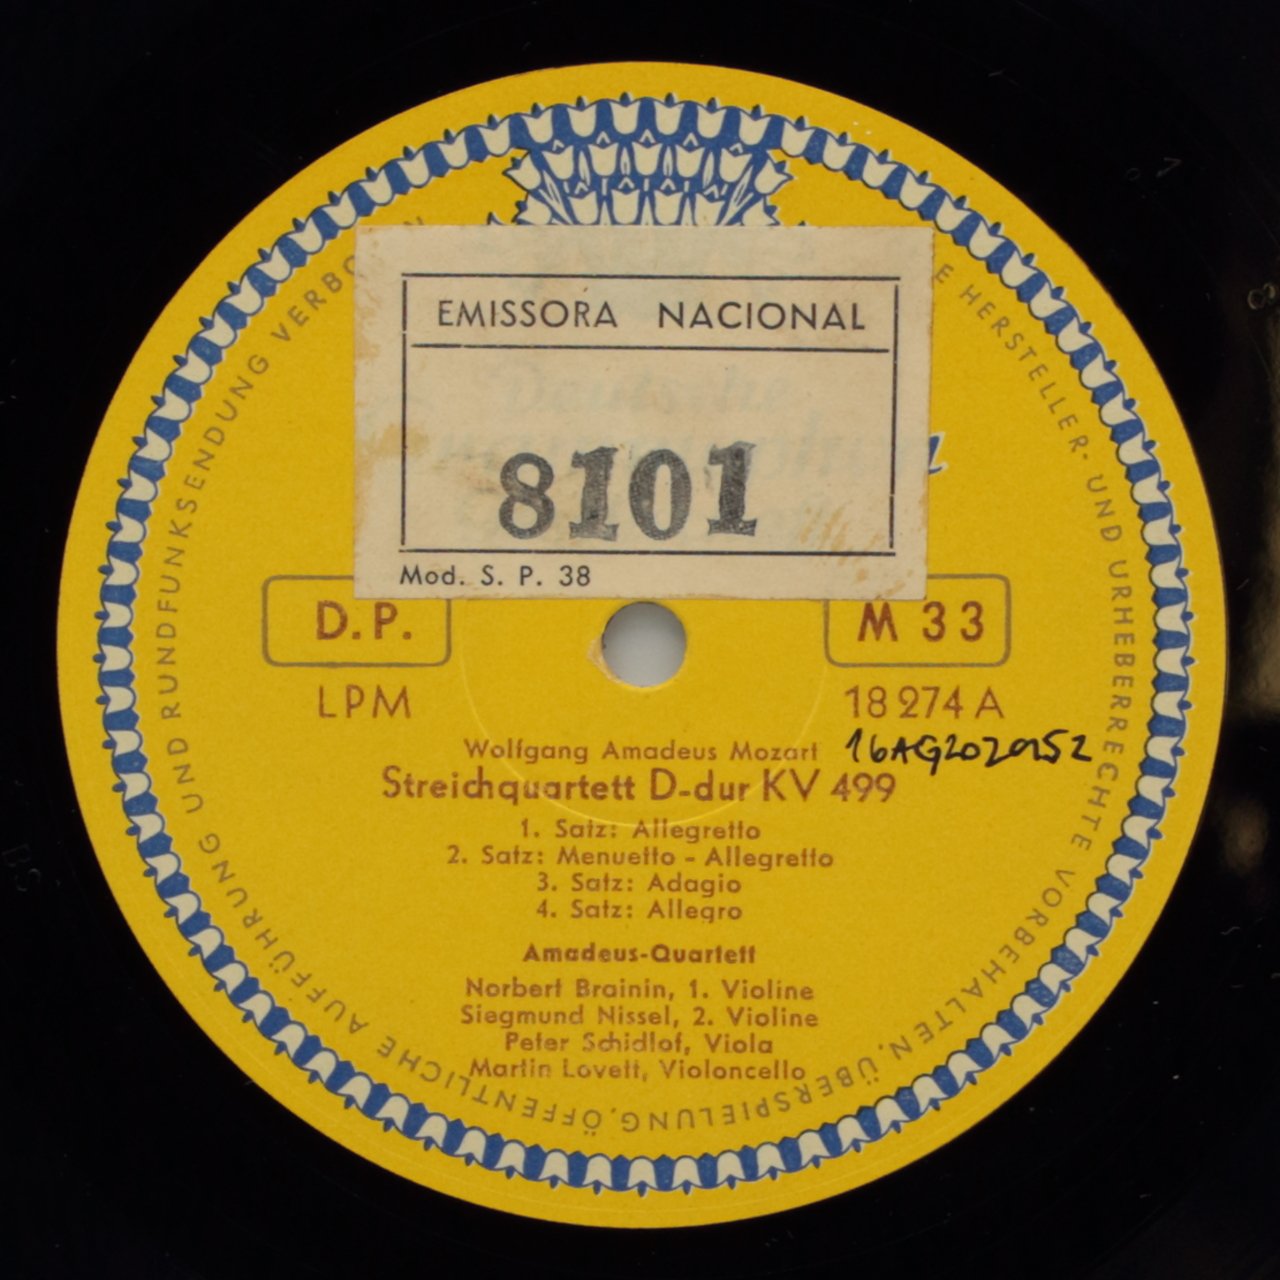 EMISSORA NACIONAL
8101
Mod. S. P. 38
D.P.
M 33
LPM
18 274 A
Wolfgang Amadeus Mozart
Streichquartett D-dur KV 499
1. Satz: Allegretto
2. Satz: Menuetto - Allegretto
3. Satz: Adagio
4. Satz: Allegro
Amadeus-Quartett
Norbert Brainin, 1. Violine
Siegmund Nissel, 2. Violine
Peter Schidlof, Viola
Martin Lovett, Violoncello
E HERSTELLER- UND URHEBERRECHTE VORBEHALTEN. ÜBERSPIELUNG, ÖFFENTLICHE AUFFÜHRUNG UND RUNDFUNKSENDUNG